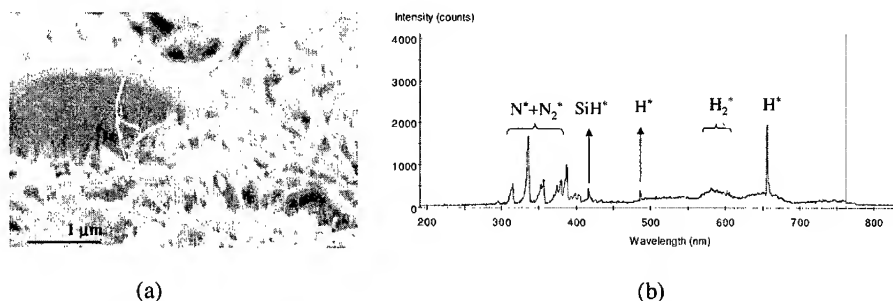 1 μm
(a)
Intensity (counts)
4000
3000
2000
1000
0
N*+N₂*
SiH*
H*
H₂*
H*
200
300
400
500
600
700
800
Wavelength (nm)
(b)